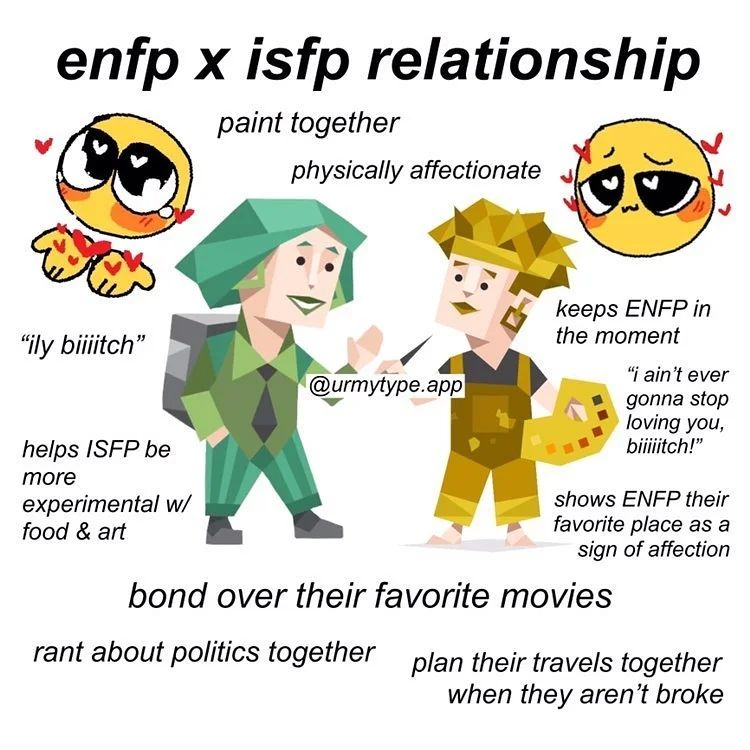 enfp x isfp relationship
paint together
physically affectionate
keeps ENFP in
the moment
“ily biiiitch”
@urmytype.app
“i ain’t ever
gonna stop
loving you,
biiiiitch!”
helps ISFP be
more
experimental w/
food & art
shows ENFP their
favorite place as a
sign of affection
bond over their favorite movies
rant about politics together
plan their travels together
when they aren’t broke